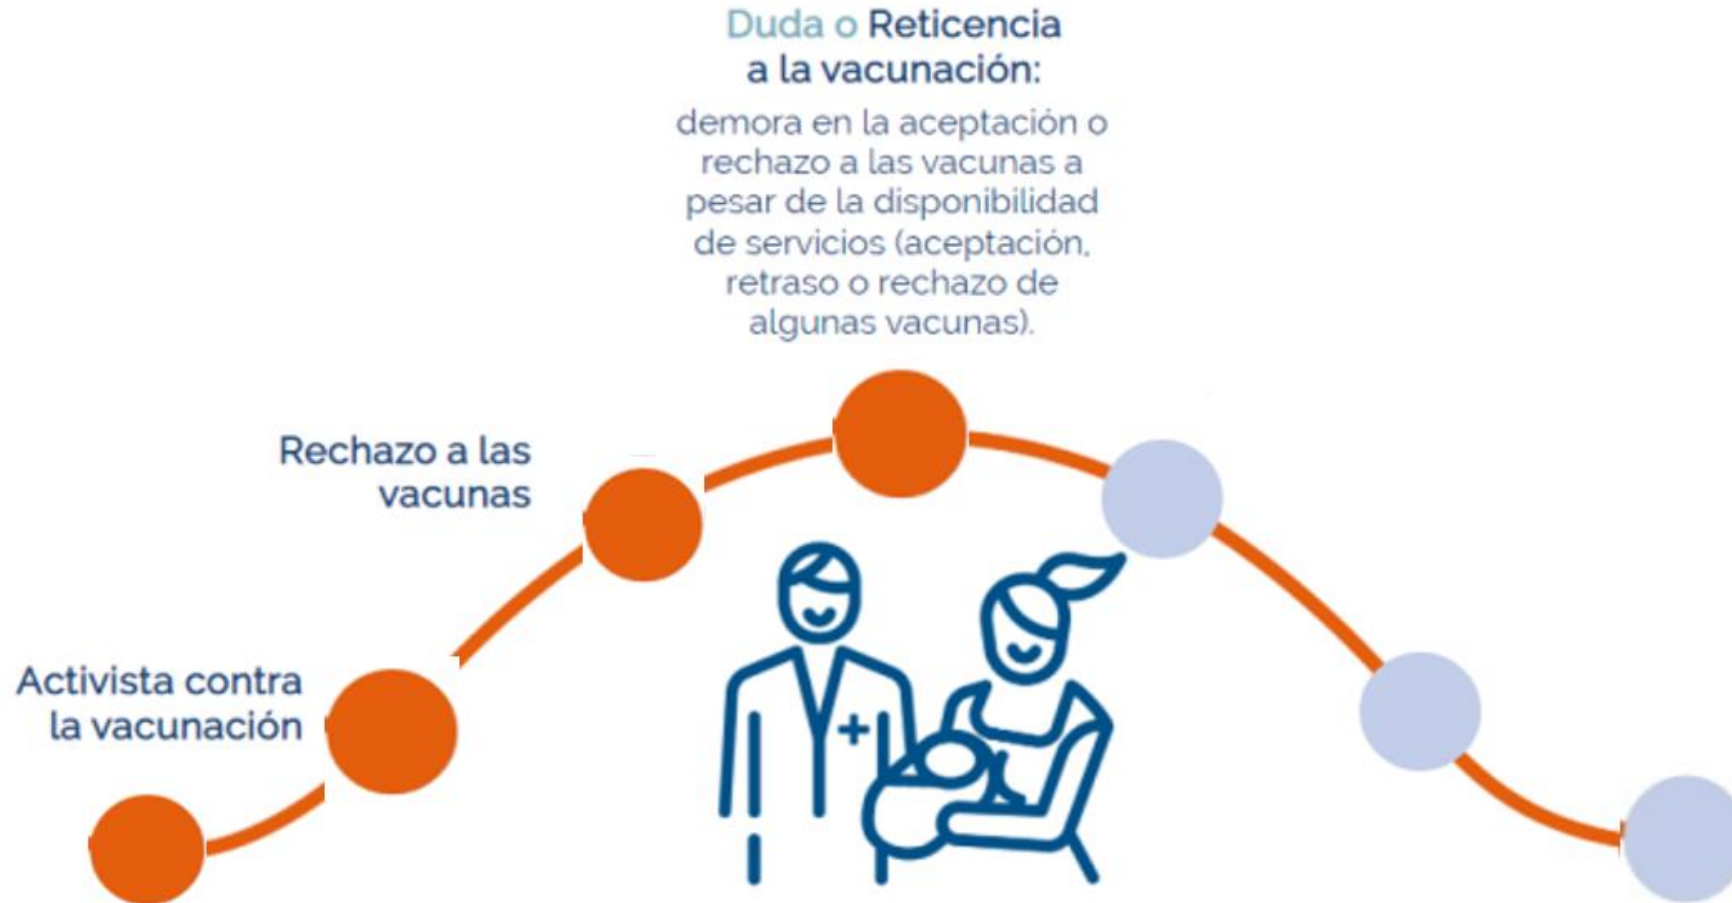 Duda o Reticencia
a la vacunación:
demora en la aceptación o
rechazo a las vacunas a
pesar de la disponibilidad
de servicios (aceptación,
retraso o rechazo de
algunas vacunas).
Rechazo a las
vacunas
Activista contra
la vacunación